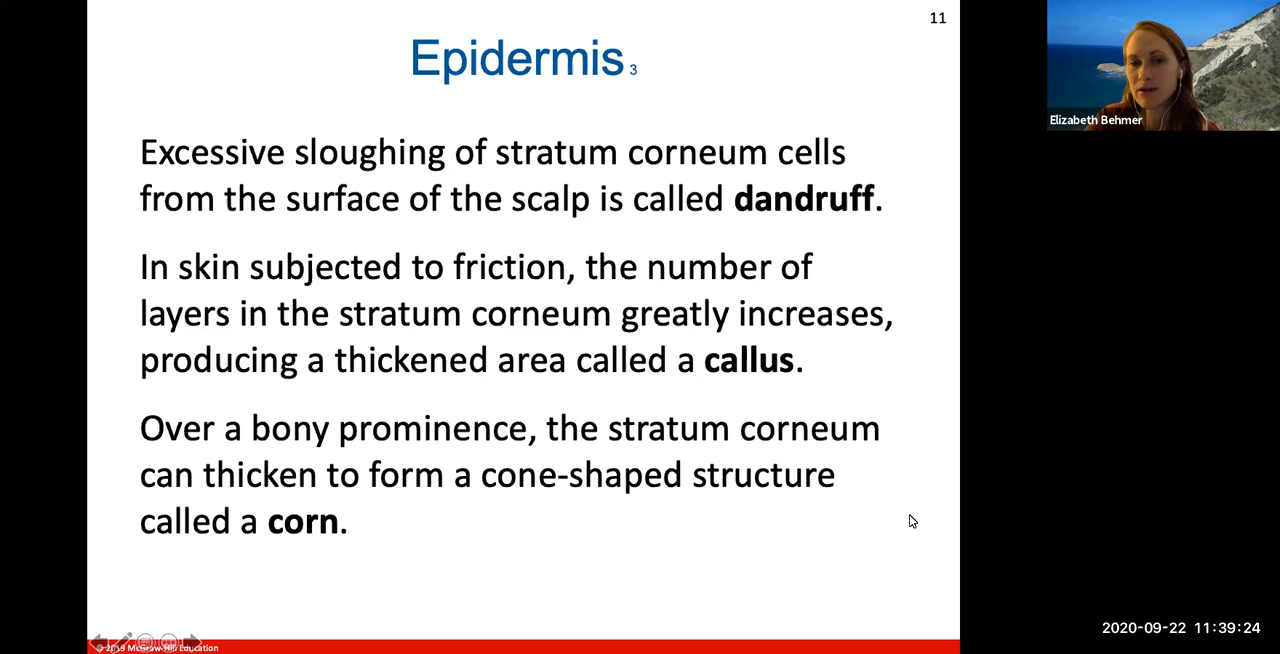 11
Epidermis 3
Excessive sloughing of stratum corneum cells
from the surface of the scalp is called dandruff.
In skin subjected to friction, the number of
layers in the stratum corneum greatly increases,
producing a thickened area called a callus.
Over a bony prominence, the stratum corneum
can thicken to form a cone-shaped structure
called a corn.
© 2019 McGraw-Hill Education
Elizabeth Behmer
2020-09-22 11:39:24